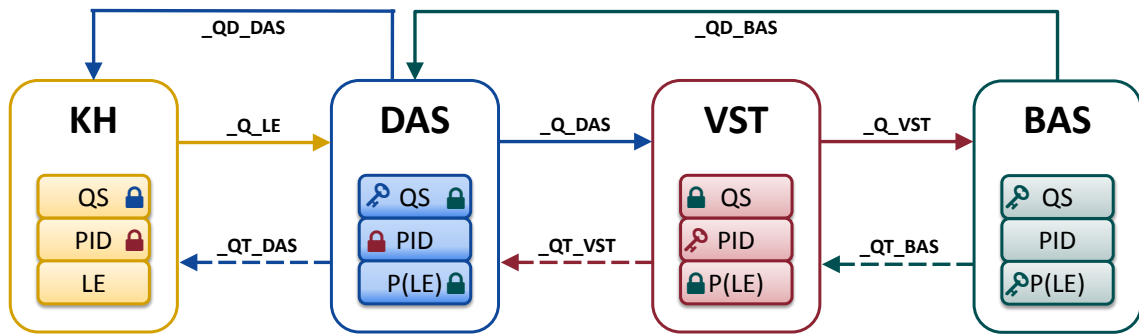 _QD_DAS
_QD_BAS
KH
_Q_LE
DAS
_Q_DAS
VST
_Q_VST
BAS
QS
QS
QS
QS
PID
PID
PID
PID
_QT_DAS
_QT_VST
_QT_BAS
LE
P(LE)
P(LE)
P(LE)